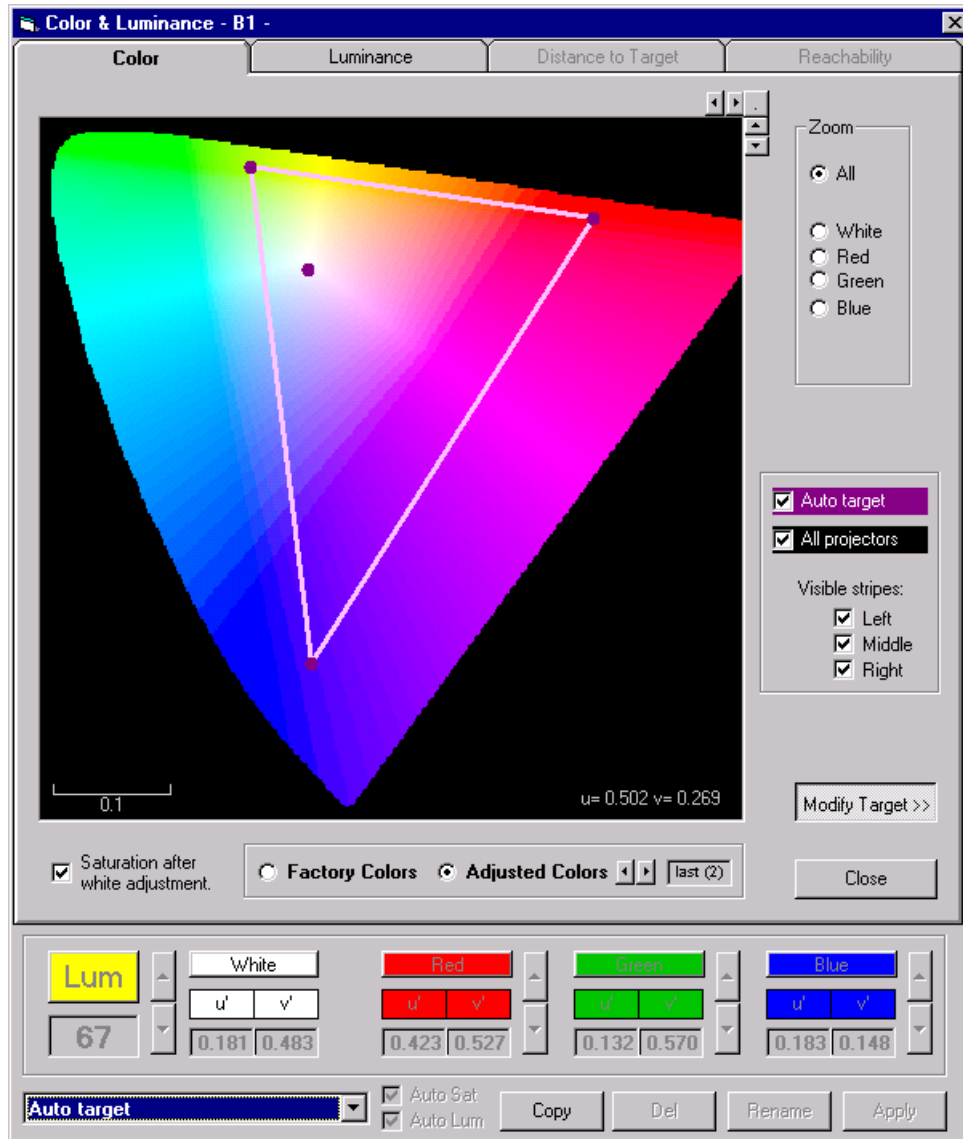 Color & Luminance - B1 -
Color Luminance Distance to Target Reachability
Zoom
All
White
Red
Green
Blue
Auto target
All projectors
Visible stripes:
Left
Middle
Right
0.1
u= 0.502 v= 0.269
Modify Target >>
Saturation after
white adjustment.
Factory Colors Adjusted Colors last (2)
Close
Lum White Red Green Blue
u' v' u' v' u' v' u' v'
67 0.181 0.483 0.423 0.527 0.132 0.570 0.183 0.148
Auto target
Auto Sat
Auto Lum
Copy Del Rename Apply